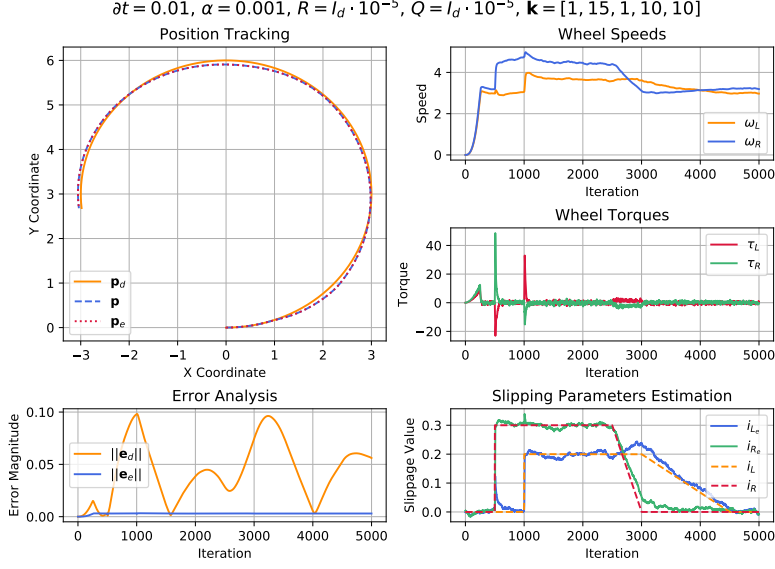 ∂t = 0.01, α = 0.001, R = I_d · 10⁻⁵, Q = I_d · 10⁻⁵, k = [1, 15, 1, 10, 10]
Position Tracking
Y Coordinate
6
5
4
3
2
1
0
p_d
p
p_e
−3 −2 −1 0 1 2 3
X Coordinate
Wheel Speeds
Speed
4
2
0
ω_L
ω_R
0 1000 2000 3000 4000 5000
Iteration
Wheel Torques
Torque
40
20
0
−20
τ_L
τ_R
0 1000 2000 3000 4000 5000
Iteration
Error Analysis
Error Magnitude
0.10
0.05
0.00
||e_d||
||e_e||
0 1000 2000 3000 4000 5000
Iteration
Slipping Parameters Estimation
Slippage Value
0.3
0.2
0.1
0.0
i_{L_e}
i_{R_e}
i_L
i_R
0 1000 2000 3000 4000 5000
Iteration